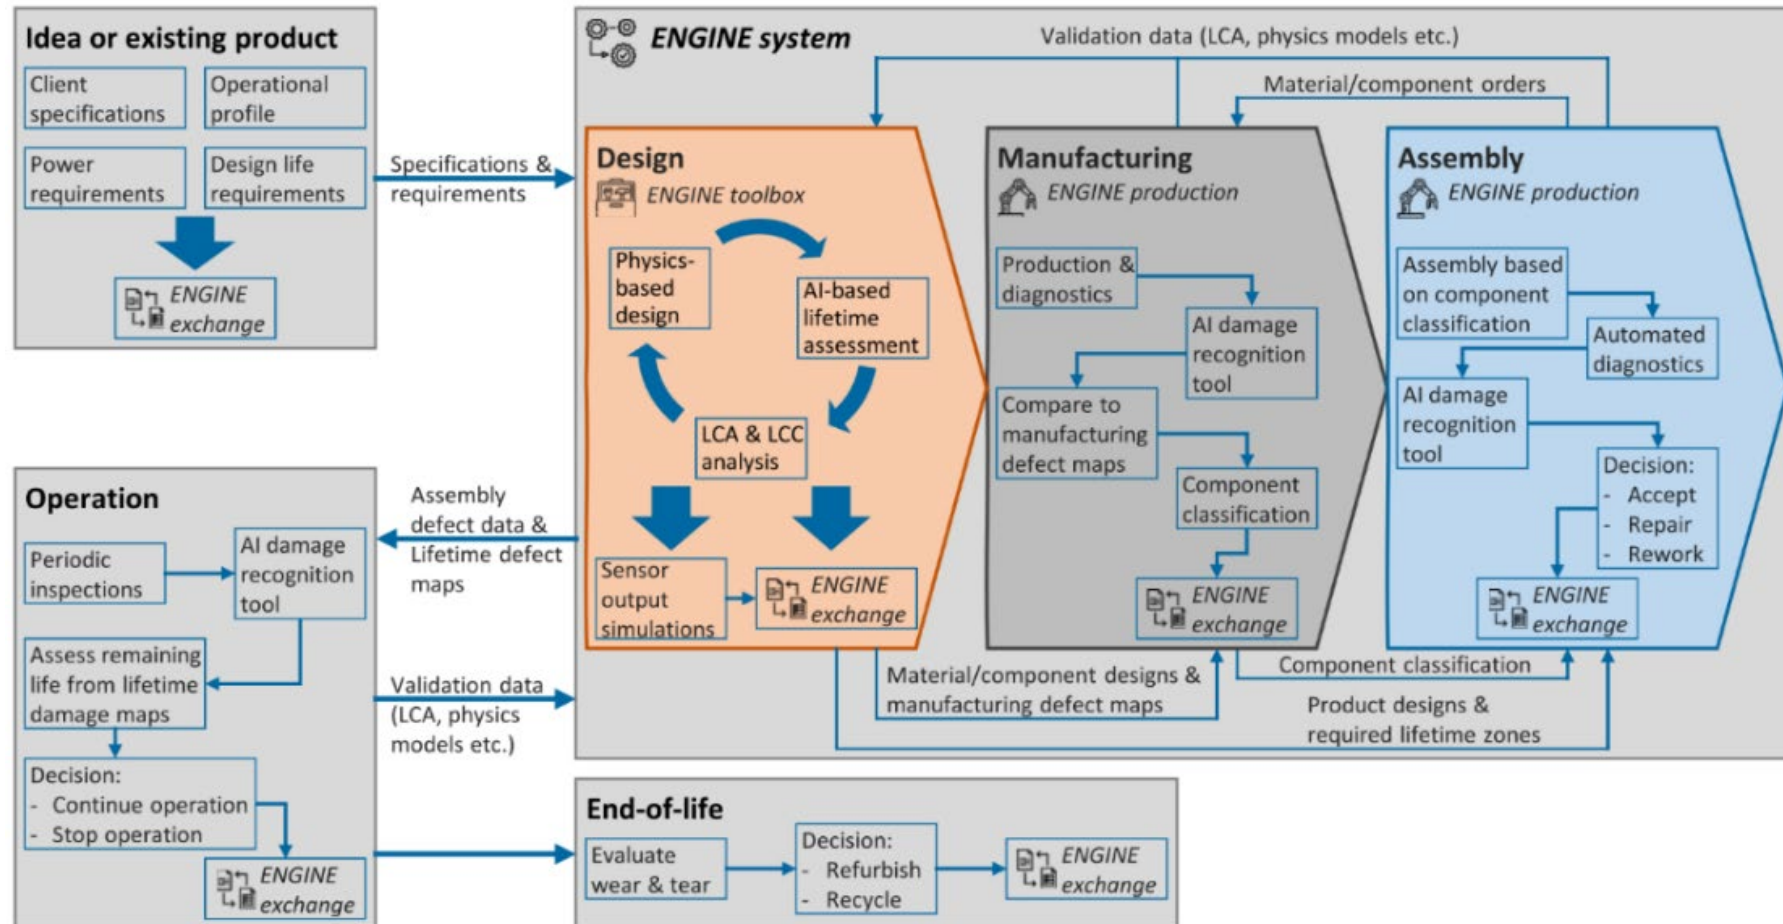 Idea or existing product
Client
specifications
Operational
profile
Power
requirements
Design life
requirements
ENGINE
exchange
Specifications &
requirements
ENGINE system
Validation data (LCA, physics models etc.)
Material/component orders
Design
ENGINE toolbox
Physics-
based
design
AI-based
lifetime
assessment
LCA & LCC
analysis
Sensor
output
simulations
ENGINE
exchange
Manufacturing
ENGINE production
Production &
diagnostics
AI damage
recognition
tool
Compare to
manufacturing
defect maps
Component
classification
ENGINE
exchange
Assembly
ENGINE production
Assembly based
on component
classification
Automated
diagnostics
AI damage
recognition
tool
Decision:
- Accept
- Repair
- Rework
ENGINE
exchange
Material/component designs &
manufacturing defect maps
Component classification
Product designs &
required lifetime zones
Operation
Periodic
inspections
AI damage
recognition
tool
Assess remaining
life from lifetime
damage maps
Decision:
- Continue operation
- Stop operation
ENGINE
exchange
Assembly
defect data &
Lifetime defect
maps
Validation data
(LCA, physics
models etc.)
End-of-life
Evaluate
wear & tear
Decision:
- Refurbish
- Recycle
ENGINE
exchange